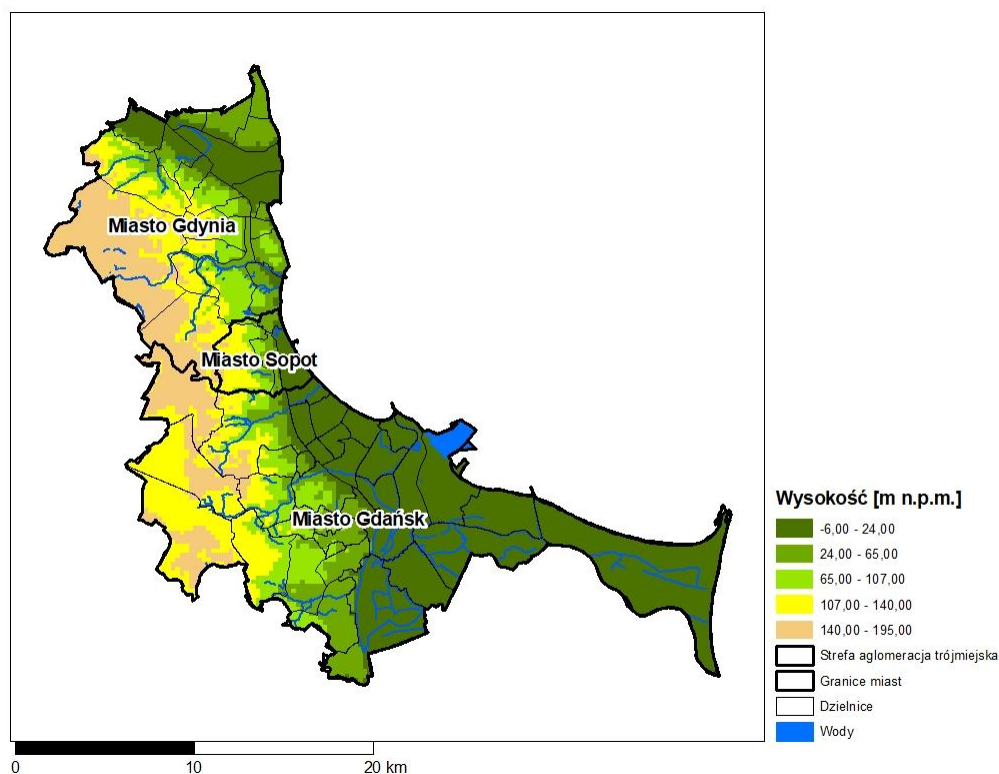 Miasto Gdynia
Miasto Sopot
Miasto Gdańsk
Wysokość [m n.p.m.]
-6,00 - 24,00
24,00 - 65,00
65,00 - 107,00
107,00 - 140,00
140,00 - 195,00
Strefa aglomeracja trójmiejska
Granice miast
Dzielnice
Wody
0 10 20 km